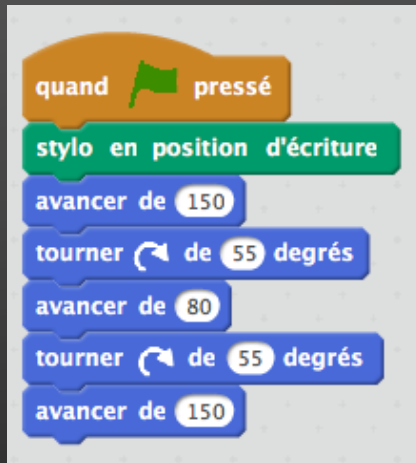 quand pressé
stylo en position d'écriture
avancer de 150
tourner de 55 degrés
avancer de 80
tourner de 55 degrés
avancer de 150